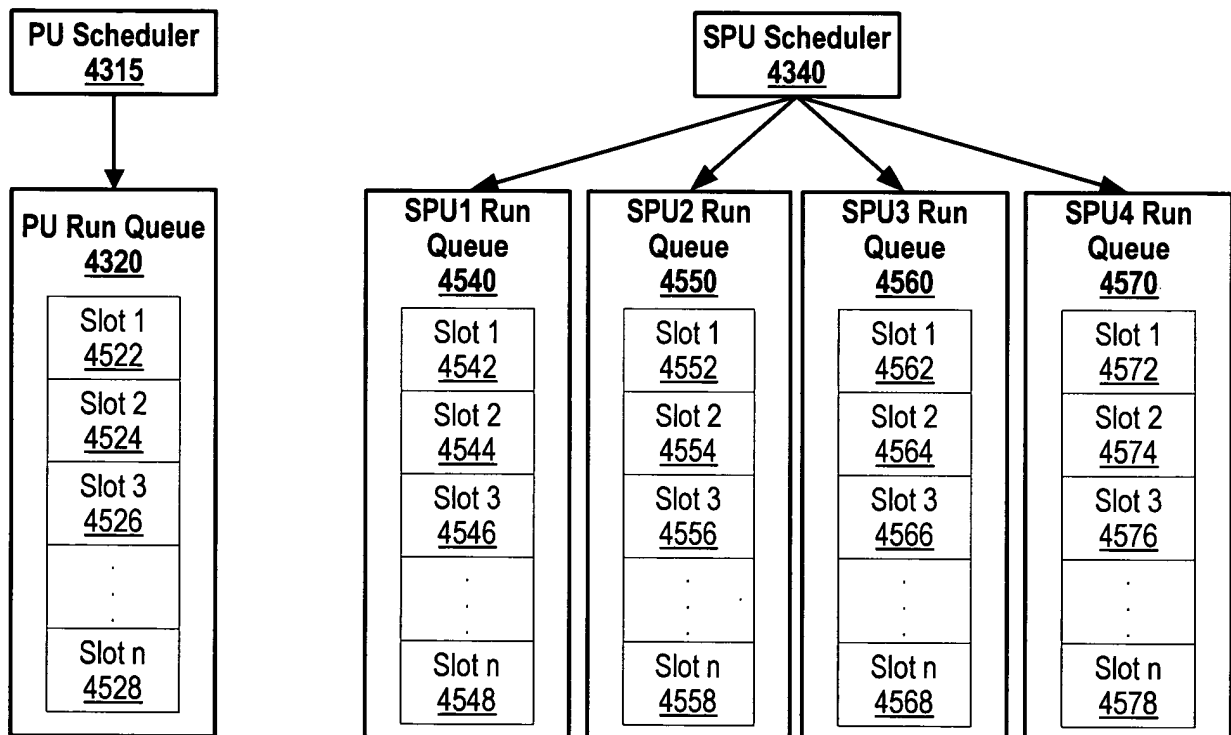 PU Scheduler
4315
SPU Scheduler
4340
PU Run Queue
4320
Slot 1
4522
Slot 2
4524
Slot 3
4526
.
.
.
Slot n
4528
SPU1 Run
Queue
4540
Slot 1
4542
Slot 2
4544
Slot 3
4546
.
.
.
Slot n
4548
SPU2 Run
Queue
4550
Slot 1
4552
Slot 2
4554
Slot 3
4556
.
.
.
Slot n
4558
SPU3 Run
Queue
4560
Slot 1
4562
Slot 2
4564
Slot 3
4566
.
.
.
Slot n
4568
SPU4 Run
Queue
4570
Slot 1
4572
Slot 2
4574
Slot 3
4576
.
.
.
Slot n
4578